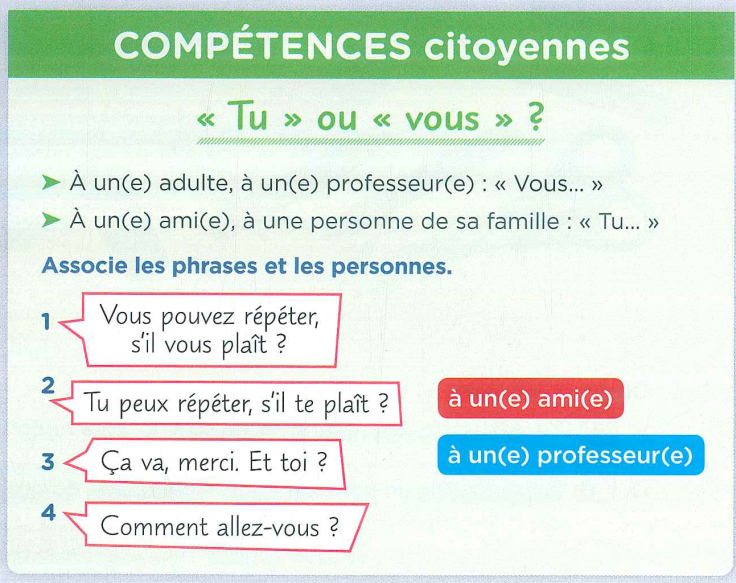 COMPÉTENCES citoyennes
« Tu » ou « vous » ?
➤ À un(e) adulte, à un(e) professeur(e) : « Vous... »
➤ À un(e) ami(e), à une personne de sa famille : « Tu... »
Associe les phrases et les personnes.
1 Vous pouvez répéter,
s'il vous plaît ?
2 Tu peux répéter, s'il te plaît ?
3 Ça va, merci. Et toi ?
4 Comment allez-vous ?
à un(e) ami(e)
à un(e) professeur(e)